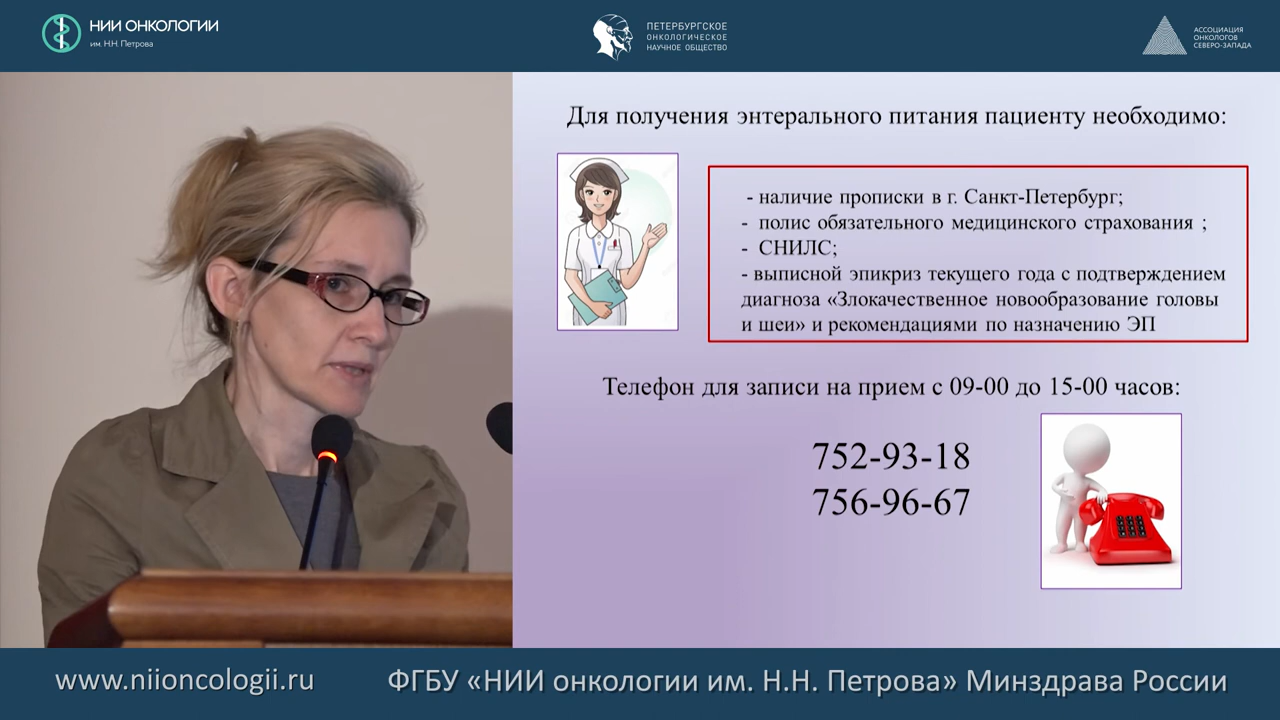 НИИ ОНКОЛОГИИ
им. Н.Н. Петрова
ПЕТЕРБУРГСКОЕ
ОНКОЛОГИЧЕСКОЕ
НАУЧНОЕ ОБЩЕСТВО
АССОЦИАЦИЯ
ОНКОЛОГОВ
СЕВЕРО-ЗАПАДА
Для получения энтерального питания пациенту необходимо:
- наличие прописки в г. Санкт-Петербург;
- полис обязательного медицинского страхования ;
- СНИЛС;
- выписной эпикриз текущего года с подтверждением
диагноза «Злокачественное новообразование головы
и шеи» и рекомендациями по назначению ЭП
Телефон для записи на прием с 09-00 до 15-00 часов:
752-93-18
756-96-67
www.niioncologii.ru
ФГБУ «НИИ онкологии им. Н.Н. Петрова» Минздрава России